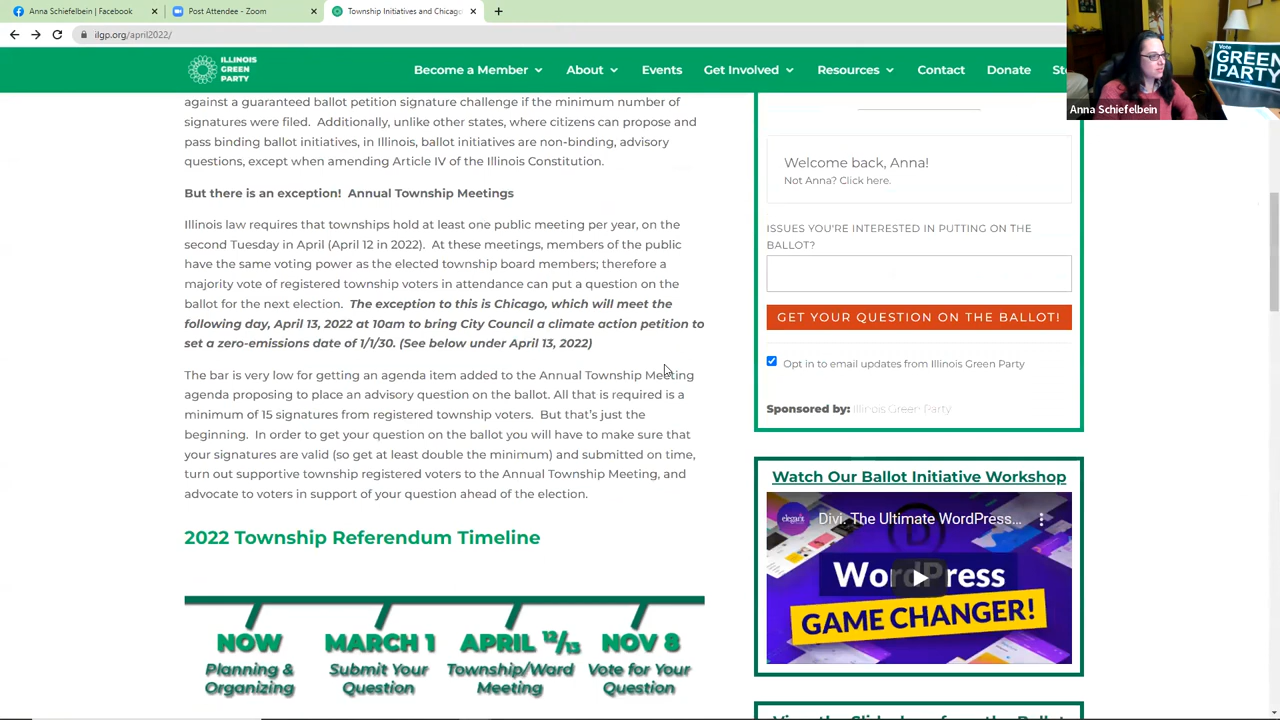 Anna Schiefelbein | Facebook
Post Attendee - Zoom
Township Initiatives and Chicago
ilgp.org/april2022/
ILLINOIS
GREEN
PARTY
Become a Member
About
Events
Get Involved
Resources
Contact
Donate
Vote
GREEN
PARTY
Anna Schiefelbein
against a guaranteed ballot petition signature challenge if the minimum number of
signatures were filed. Additionally, unlike other states, where citizens can propose and
pass binding ballot initiatives, in Illinois, ballot initiatives are non-binding, advisory
questions, except when amending Article IV of the Illinois Constitution.
But there is an exception! Annual Township Meetings
Illinois law requires that townships hold at least one public meeting per year, on the
second Tuesday in April (April 12 in 2022). At these meetings, members of the public
have the same voting power as the elected township board members; therefore a
majority vote of registered township voters in attendance can put a question on the
ballot for the next election. The exception to this is Chicago, which will meet the
following day, April 13, 2022 at 10am to bring City Council a climate action petition to
set a zero-emissions date of 1/1/30. (See below under April 13, 2022)
The bar is very low for getting an agenda item added to the Annual Township Meeting
agenda proposing to place an advisory question on the ballot. All that is required is a
minimum of 15 signatures from registered township voters. But that's just the
beginning. In order to get your question on the ballot you will have to make sure that
your signatures are valid (so get at least double the minimum) and submitted on time,
turn out supportive township registered voters to the Annual Township Meeting, and
advocate to voters in support of your question ahead of the election.
2022 Township Referendum Timeline
NOW
Planning &
Organizing
MARCH 1
Submit Your
Question
APRIL 12/13
Township/Ward
Meeting
NOV 8
Vote for Your
Question
Welcome back, Anna!
Not Anna? Click here.
ISSUES YOU'RE INTERESTED IN PUTTING ON THE
BALLOT?
GET YOUR QUESTION ON THE BALLOT!
Opt in to email updates from Illinois Green Party
Sponsored by: Illinois Green Party
Watch Our Ballot Initiative Workshop
elegant
Divi. The Ultimate WordPress...
WordPress
GAME CHANGER!